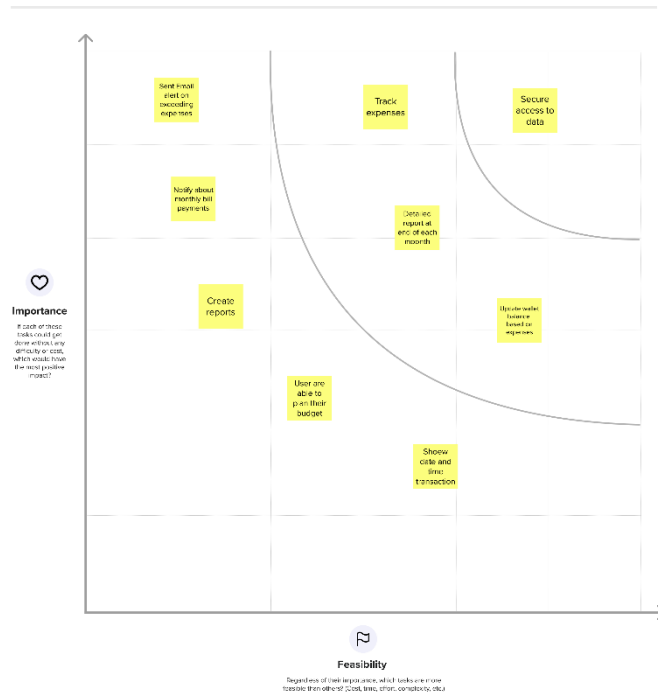 Sent Email
alert on
exceeding
expenses
Track
expenses
Secure
access to
data
Notify about
monthly bill
payments
Detailed
report at
end of each
moonth
Create
reports
Update wallet
balance
based on
expenses
Importance
If each of these
tasks could get
done without any
difficulty or cost,
which would have
the most positive
impact?
User are
able to
plan their
budget
Shoew
date and
time
transaction
Feasibility
Regardless of their importance, which tasks are more
feasible than others? (Cost, time, effort, complexity, etc.)